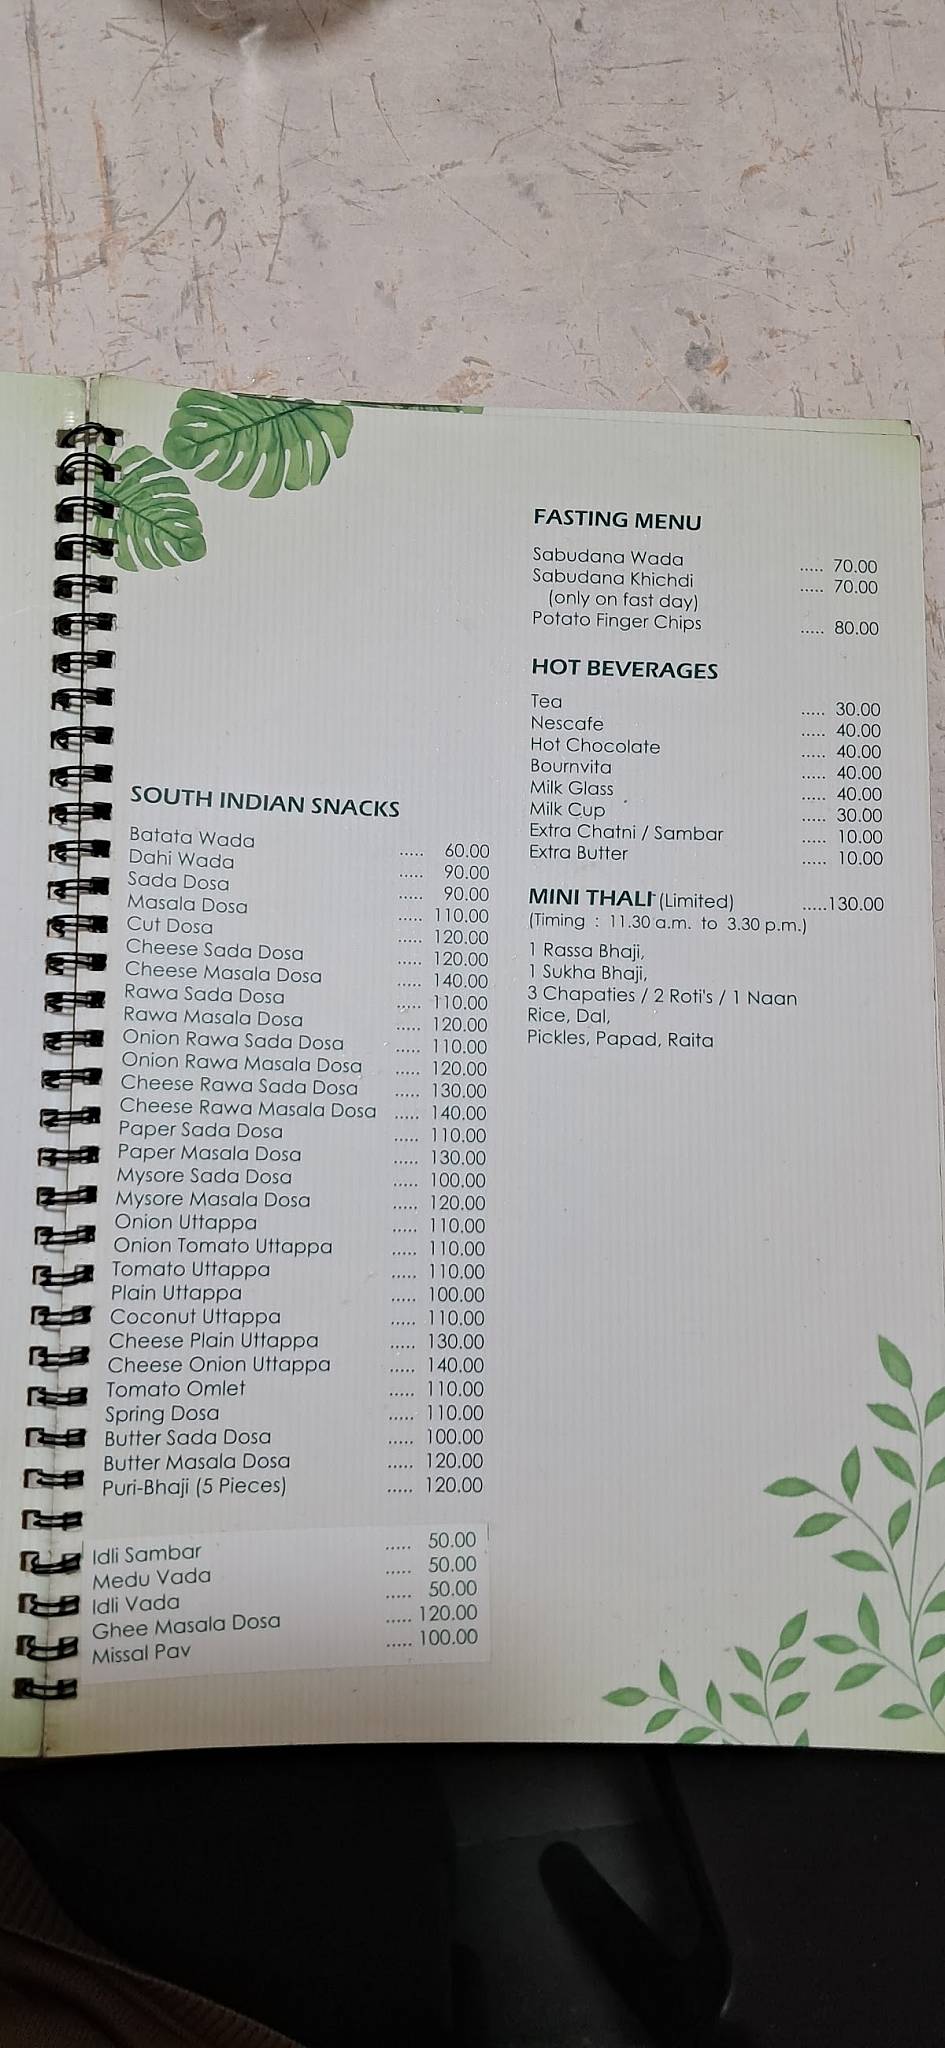 SOUTH INDIAN SNACKS
Batata Wada ..... 60.00
Dahi Wada ..... 90.00
Sada Dosa ..... 90.00
Masala Dosa ..... 110.00
Cut Dosa ..... 120.00
Cheese Sada Dosa ..... 120.00
Cheese Masala Dosa ..... 140.00
Rawa Sada Dosa ..... 110.00
Rawa Masala Dosa ..... 120.00
Onion Rawa Sada Dosa ..... 110.00
Onion Rawa Masala Dosa ..... 120.00
Cheese Rawa Sada Dosa ..... 130.00
Cheese Rawa Masala Dosa ..... 140.00
Paper Sada Dosa ..... 110.00
Paper Masala Dosa ..... 130.00
Mysore Sada Dosa ..... 100.00
Mysore Masala Dosa ..... 120.00
Onion Uttappa ..... 110.00
Onion Tomato Uttappa ..... 110.00
Tomato Uttappa ..... 110.00
Plain Uttappa ..... 100.00
Coconut Uttappa ..... 110.00
Cheese Plain Uttappa ..... 130.00
Cheese Onion Uttappa ..... 140.00
Tomato Omlet ..... 110.00
Spring Dosa ..... 110.00
Butter Sada Dosa ..... 100.00
Butter Masala Dosa ..... 120.00
Puri-Bhaji (5 Pieces) ..... 120.00
Idli Sambar ..... 50.00
Medu Vada ..... 50.00
Idli Vada ..... 50.00
Ghee Masala Dosa ..... 120.00
Missal Pav ..... 100.00
FASTING MENU
Sabudana Wada ..... 70.00
Sabudana Khichdi ..... 70.00
(only on fast day)
Potato Finger Chips ..... 80.00
HOT BEVERAGES
Tea ..... 30.00
Nescafe ..... 40.00
Hot Chocolate ..... 40.00
Bournvita ..... 40.00
Milk Glass ..... 40.00
Milk Cup ..... 30.00
Extra Chatni / Sambar ..... 10.00
Extra Butter ..... 10.00
MINI THALI (Limited) .....130.00
(Timing : 11.30 a.m. to 3.30 p.m.)
1 Rassa Bhaji,
1 Sukha Bhaji,
3 Chapaties / 2 Roti's / 1 Naan
Rice, Dal,
Pickles, Papad, Raita